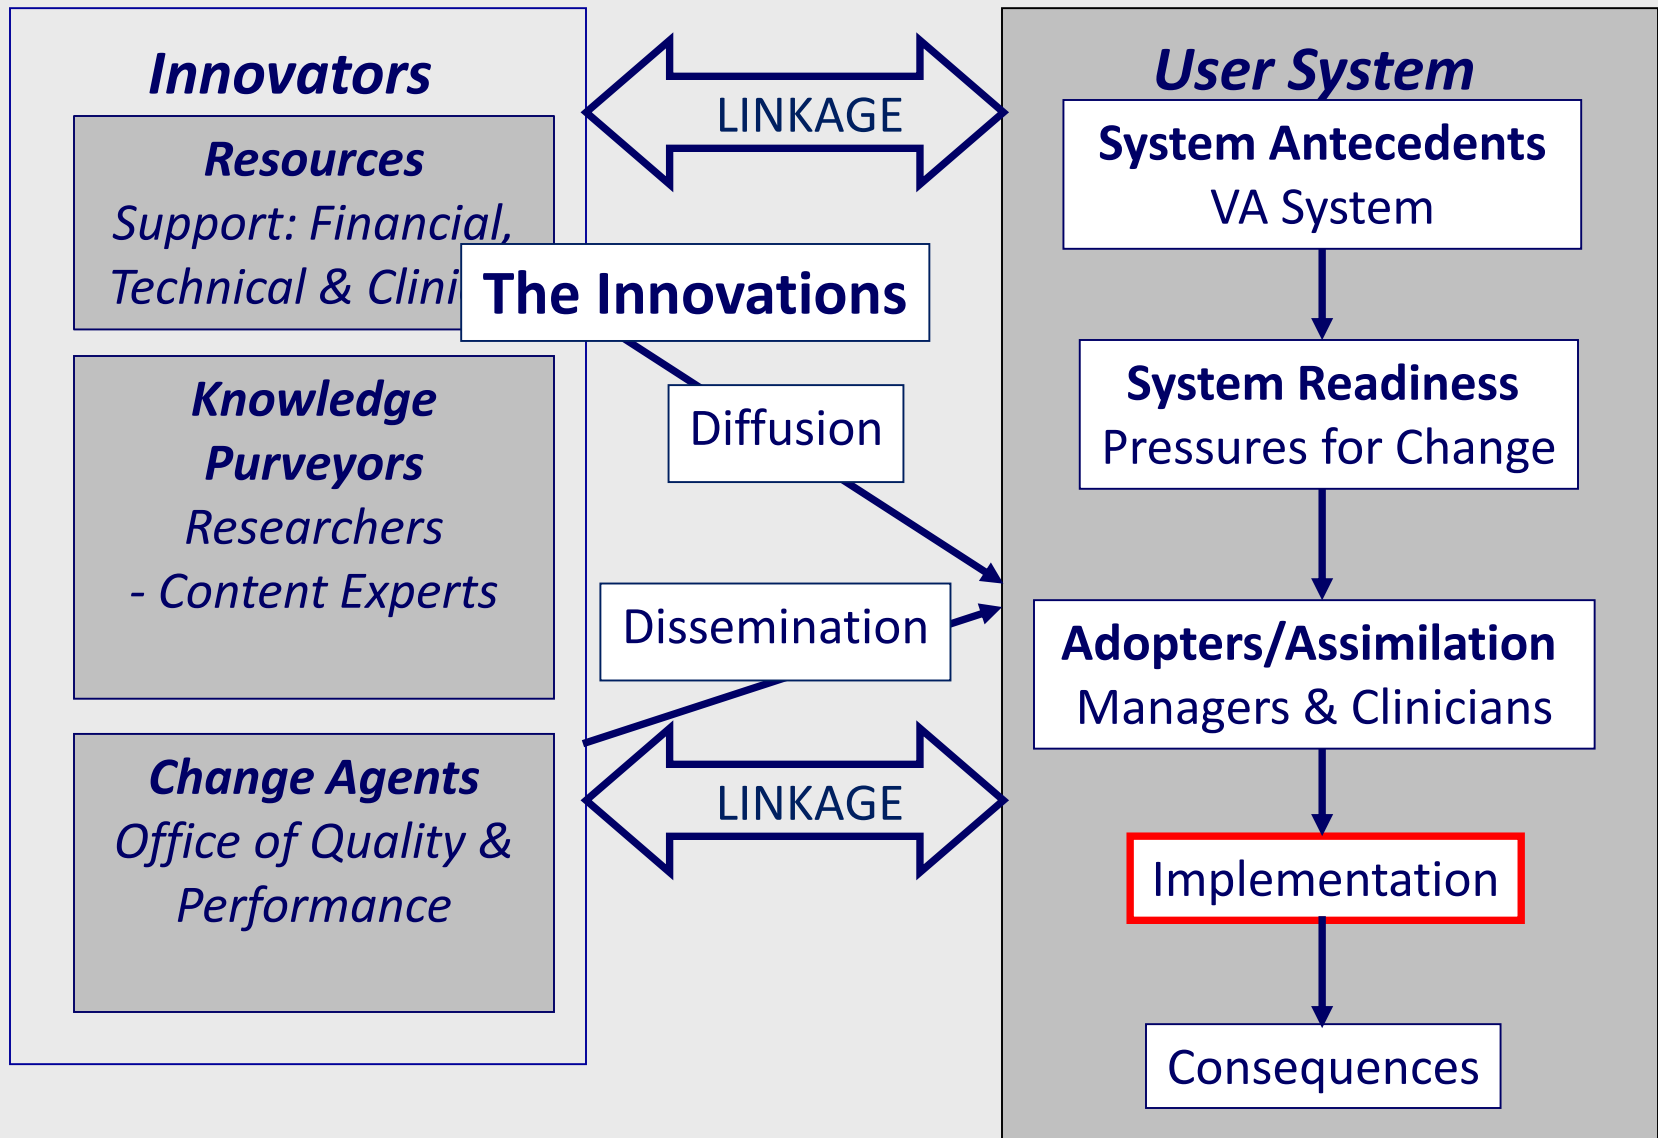 Innovators
Resources
Support: Financial,
Technical & Clini
Knowledge
Purveyors
Researchers
- Content Experts
Change Agents
Office of Quality &
Performance
LINKAGE
The Innovations
Diffusion
Dissemination
LINKAGE
User System
System Antecedents
VA System
System Readiness
Pressures for Change
Adopters/Assimilation
Managers & Clinicians
Implementation
Consequences